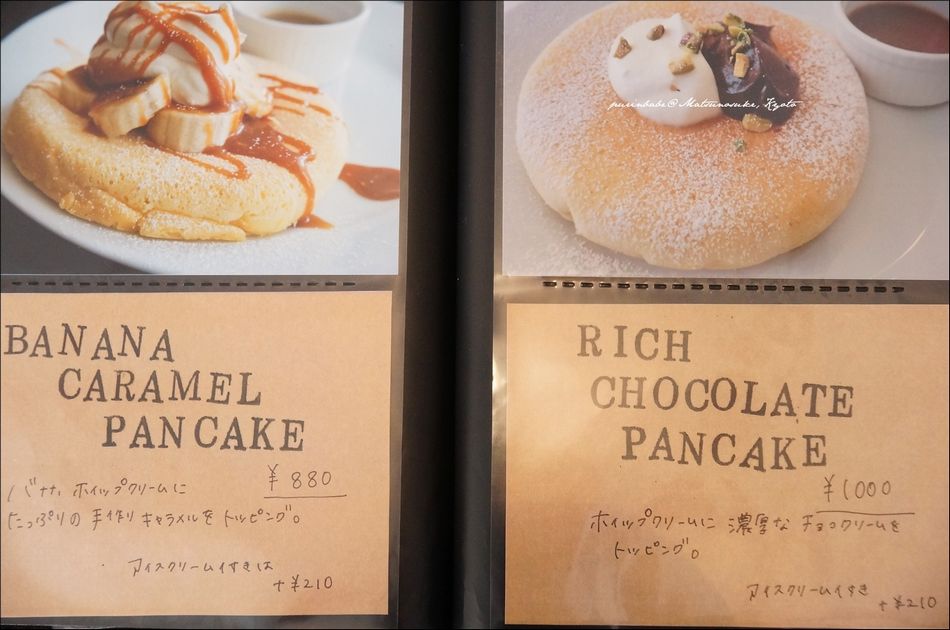 purinbabe@Matsunosuke, Kyoto
BANANA
CARAMEL
PANCAKE
¥880
バナナ、ホイップクリームに
たっぷりの手作りキャラメルをトッピング。
アイスクリーム付きは
+¥210
RICH
CHOCOLATE
PANCAKE
¥1000
ホイップクリームに濃厚なチョコクリームを
トッピング。
アイスクリーム付き
+¥210